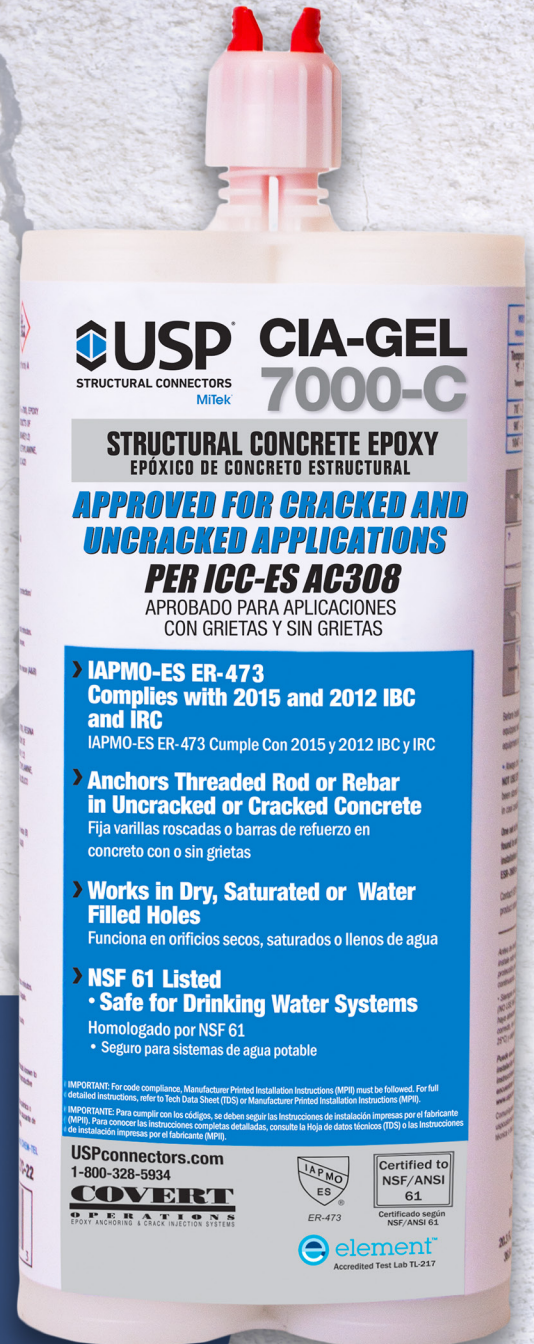 USP
STRUCTURAL CONNECTORS
MiTek
CIA-GEL
7000-C
STRUCTURAL CONCRETE EPOXY
EPÓXICO DE CONCRETO ESTRUCTURAL
APPROVED FOR CRACKED AND
UNCRACKED APPLICATIONS
PER ICC-ES AC308
APROBADO PARA APLICACIONES
CON GRIETAS Y SIN GRIETAS
IAPMO-ES ER-473
Complies with 2015 and 2012 IBC
and IRC
IAPMO-ES ER-473 Cumple Con 2015 y 2012 IBC y IRC
Anchors Threaded Rod or Rebar
in Uncracked or Cracked Concrete
Fija varillas roscadas o barras de refuerzo en
concreto con o sin grietas
Works in Dry, Saturated or Water
Filled Holes
Funciona en orificios secos, saturados o llenos de agua
NSF 61 Listed
• Safe for Drinking Water Systems
Homologado por NSF 61
• Seguro para sistemas de agua potable
IMPORTANT: For code compliance, Manufacturer Printed Installation Instructions (MPII) must be followed. For full
detailed instructions, refer to Tech Data Sheet (TDS) or Manufacturer Printed Installation Instructions (MPII).
IMPORTANTE: Para cumplir con los códigos, se deben seguir las Instrucciones de instalación impresas por el fabricante
(MPII). Para conocer las instrucciones completas detalladas, consulte la Hoja de datos técnicos (TDS) o las Instrucciones
de instalación impresas por el fabricante (MPII).
USPconnectors.com
1-800-328-5934
COVERT
OPERATIONS
EPOXY ANCHORING & CRACK INJECTION SYSTEMS
IAPMO
ES
®
ER-473
Certified to
NSF/ANSI
61
Certificado según
NSF/ANSI 61
element™
Accredited Test Lab TL-217